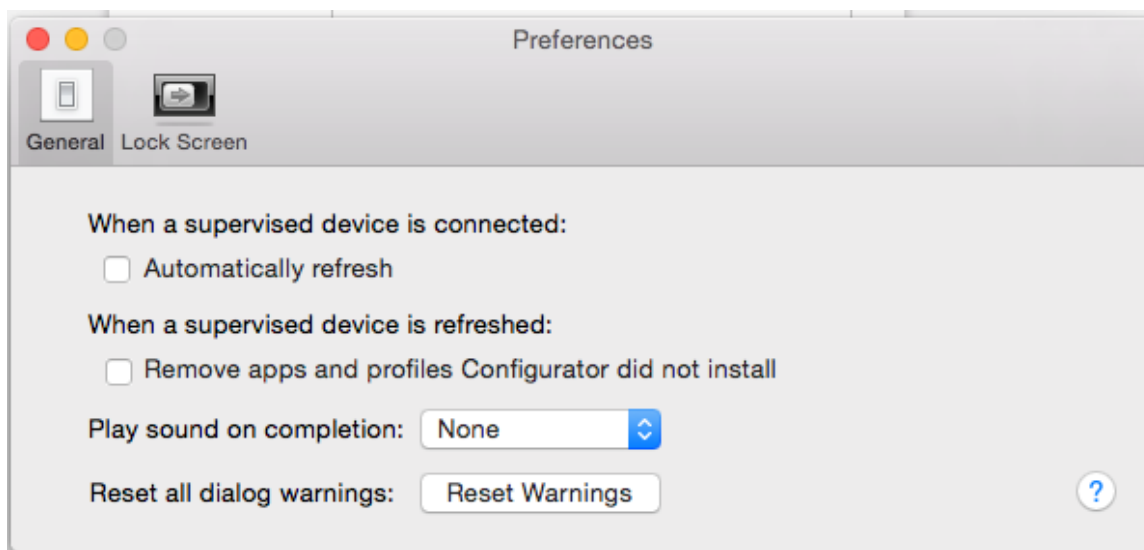 Preferences
General Lock Screen
When a supervised device is connected:
Automatically refresh
When a supervised device is refreshed:
Remove apps and profiles Configurator did not install
Play sound on completion: None
Reset all dialog warnings: Reset Warnings ?